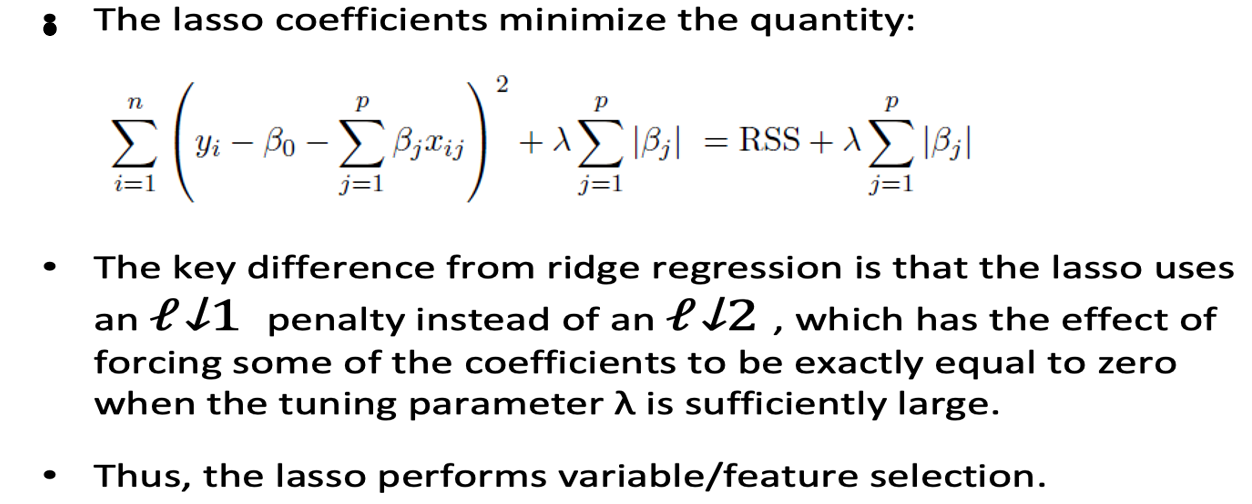 • The lasso coefficients minimize the quantity:
\sum_{i=1}^{n} \left( y_i - \beta_0 - \sum_{j=1}^{p} \beta_j x_{ij} \right)^2 + \lambda \sum_{j=1}^{p} |\beta_j| = \text{RSS} + \lambda \sum_{j=1}^{p} |\beta_j|
• The key difference from ridge regression is that the lasso uses
an ℓ↓1 penalty instead of an ℓ↓2 , which has the effect of
forcing some of the coefficients to be exactly equal to zero
when the tuning parameter λ is sufficiently large.
• Thus, the lasso performs variable/feature selection.